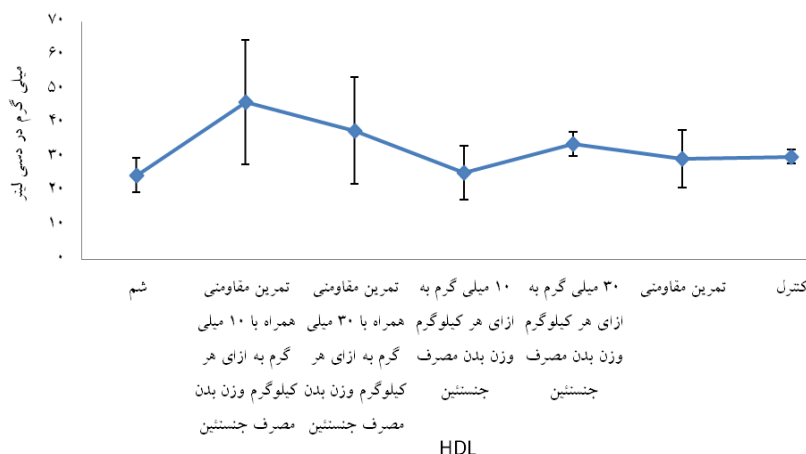 ۷۰
۶۰
۵۰
۴۰
۳۰
۲۰
۱۰
۰
میلی گرم در دسی لیتر
شم
تمرین مقاومتی
همراه با ۱۰ میلی
گرم به ازای هر
کیلوگرم وزن بدن
مصرف جنستئین
تمرین مقاومتی
همراه با ۳۰ میلی
گرم به ازای هر
کیلوگرم وزن بدن
مصرف جنستئین
۱۰ میلی گرم به
ازای هر کیلوگرم
وزن بدن مصرف
جنستئین
۳۰ میلی گرم به
ازای هر کیلوگرم
وزن بدن مصرف
جنستئین
تمرین مقاومتی
کنترل
HDL